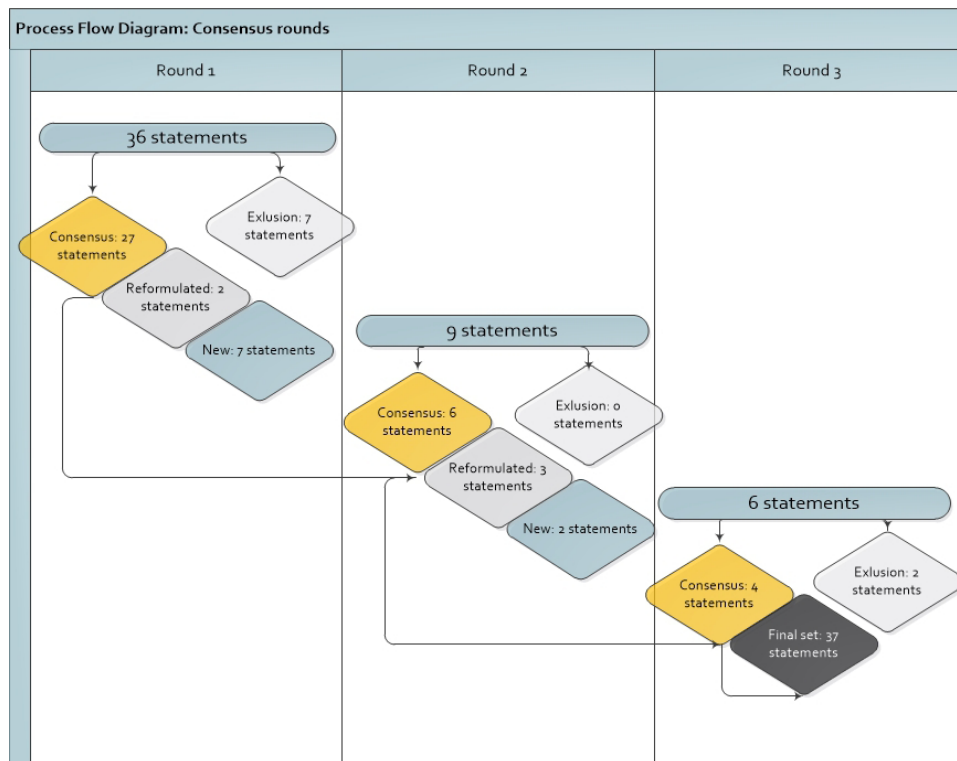 Process Flow Diagram: Consensus rounds
Round 1
Round 2
Round 3
36 statements
Consensus: 27
statements
Exlusion: 7
statements
Reformulated: 2
statements
New: 7 statements
9 statements
Consensus: 6
statements
Exlusion: 0
statements
Reformulated: 3
statements
New: 2 statements
6 statements
Consensus: 4
statements
Exlusion: 2
statements
Final set: 37
statements